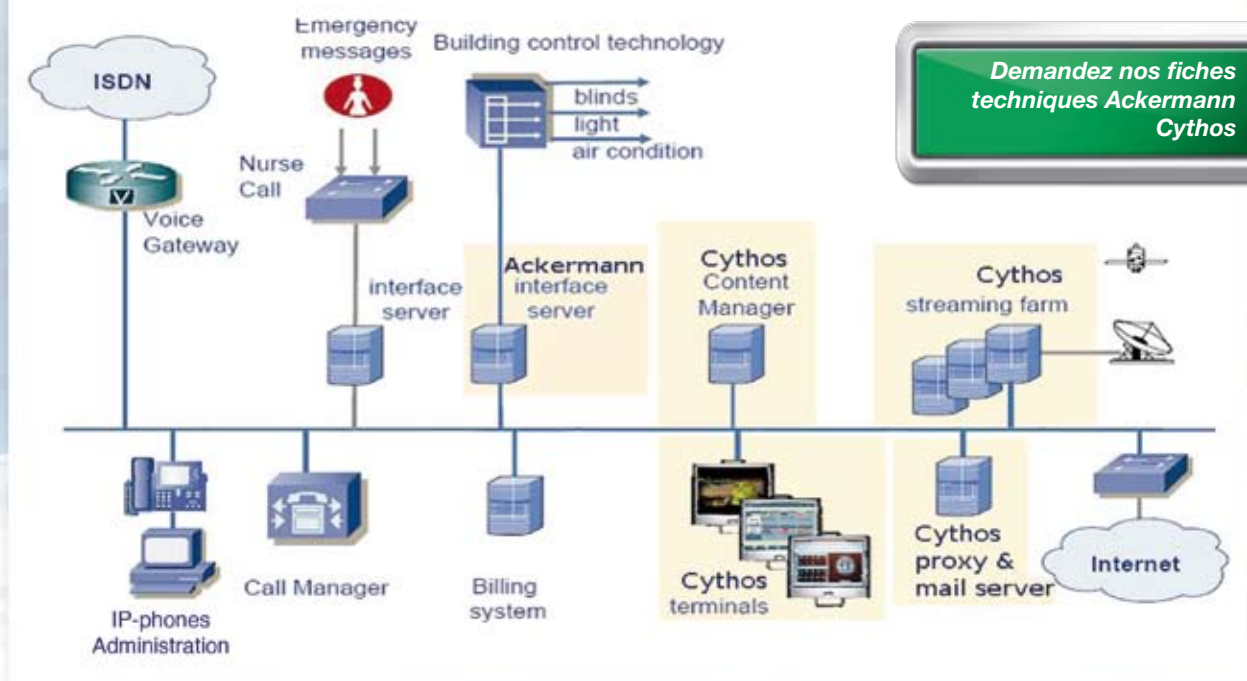 Emergency
messages
Building control technology
Demandez nos fiches
techniques Ackermann
Cythos
ISDN
blinds
light
air condition
Nurse
Call
V
Voice
Gateway
interface
server
Ackermann
interface
server
Cythos
Content
Manager
Cythos
streaming farm
IP-phones
Administration
Call Manager
Billing
system
Cythos
terminals
Cythos
proxy &
mail server
Internet